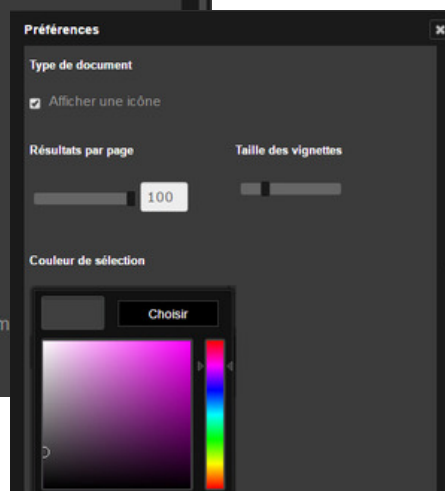 Préférences
Type de document
Afficher une icône
Résultats par page
Taille des vignettes
100
Couleur de sélection
Choisir
m